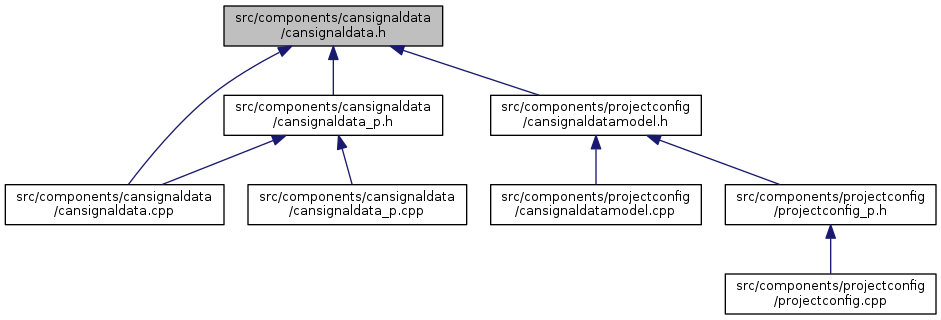 src/components/cansignaldata
/cansignaldata.h
src/components/cansignaldata
/cansignaldata_p.h
src/components/projectconfig
/cansignaldatamodel.h
src/components/cansignaldata
/cansignaldata.cpp
src/components/cansignaldata
/cansignaldata_p.cpp
src/components/projectconfig
/cansignaldatamodel.cpp
src/components/projectconfig
/projectconfig_p.h
src/components/projectconfig
/projectconfig.cpp